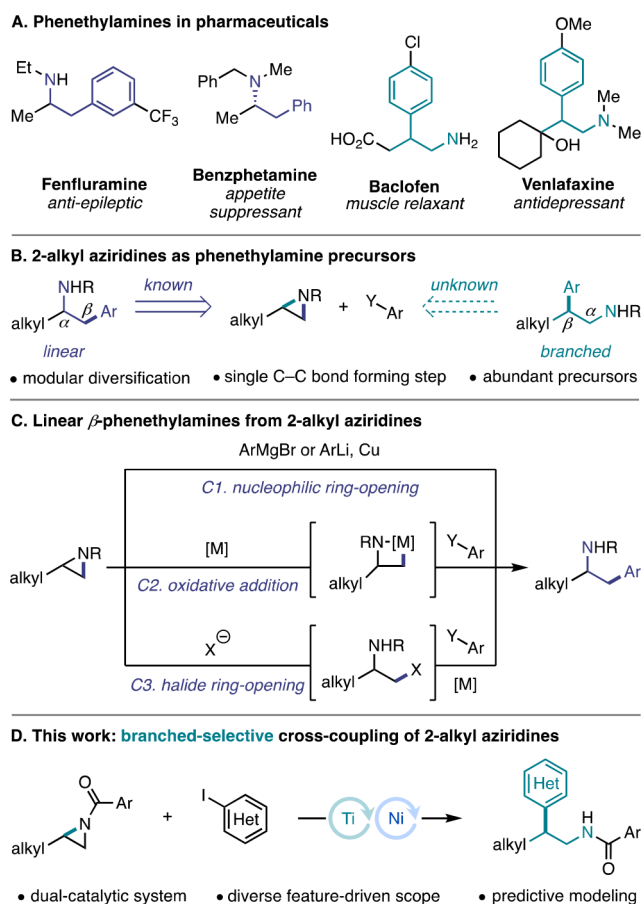 A. Phenethylamines in pharmaceuticals
Et
NH
Me
CF3
Fenfluramine
anti-epileptic
Ph
N
Me
Me
Ph
Benzphetamine
appetite
suppressant
Cl
HO2C
NH2
Baclofen
muscle relaxant
OMe
Me
N
Me
OH
Venlafaxine
antidepressant
B. 2-alkyl aziridines as phenethylamine precursors
NHR
β
Ar
alkyl
α
linear
known
NR
alkyl
+
Y
Ar
unknown
Ar
α
NHR
alkyl
β
branched
• modular diversification • single C–C bond forming step • abundant precursors
C. Linear β-phenethylamines from 2-alkyl aziridines
ArMgBr or ArLi, Cu
C1. nucleophilic ring-opening
NR
alkyl
[M]
C2. oxidative addition
RN-[M]
alkyl
Y
Ar
NHR
Ar
alkyl
X⊖
C3. halide ring-opening
NHR
alkyl
X
Y
Ar
[M]
D. This work: branched-selective cross-coupling of 2-alkyl aziridines
O
Ar
N
alkyl
+
I
Het
Ti
Ni
Het
H
N
Ar
alkyl
O
• dual-catalytic system • diverse feature-driven scope • predictive modeling